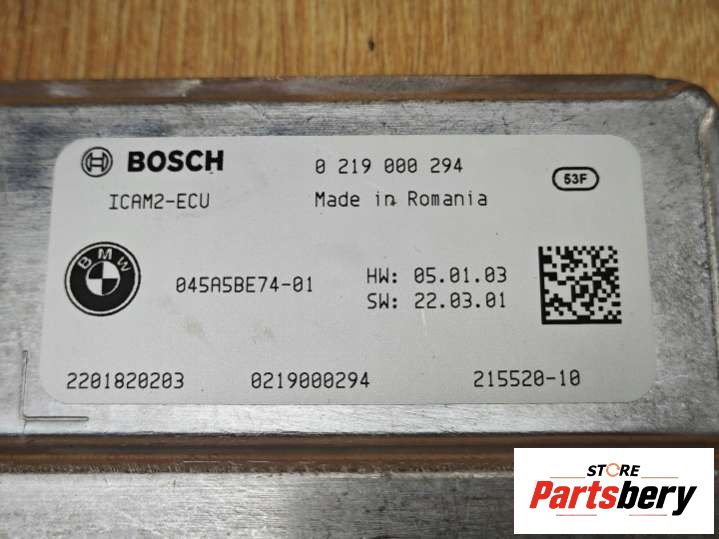 BOSCH 0 219 000 294
ICAM2-ECU Made in Romania 53F
BMW 045A5BE74-01 HW: 05.01.03
SW: 22.03.01
2201820203 0219000294 215520-10
STORE
Partsbery